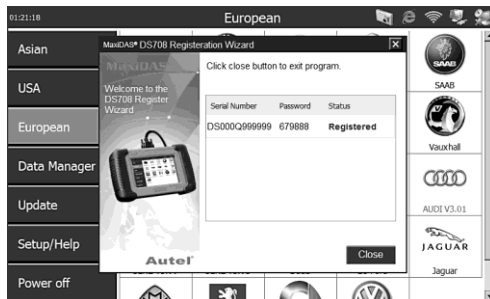 01:21:18
European
Asian
USA
European
Data Manager
Update
Setup/Help
Power off
MaxiDAS® DS708 Registeration Wizard
X
MaxiDAS
Welcome to the
DS708 Register
Wizard
Autel
Click close button to exit program.
Serial Number Password Status
DS000Q999999 679888 Registered
Close
SAAB
SAAB
Vauxhall
AUDI V3.01
JAGUAR
Jaguar